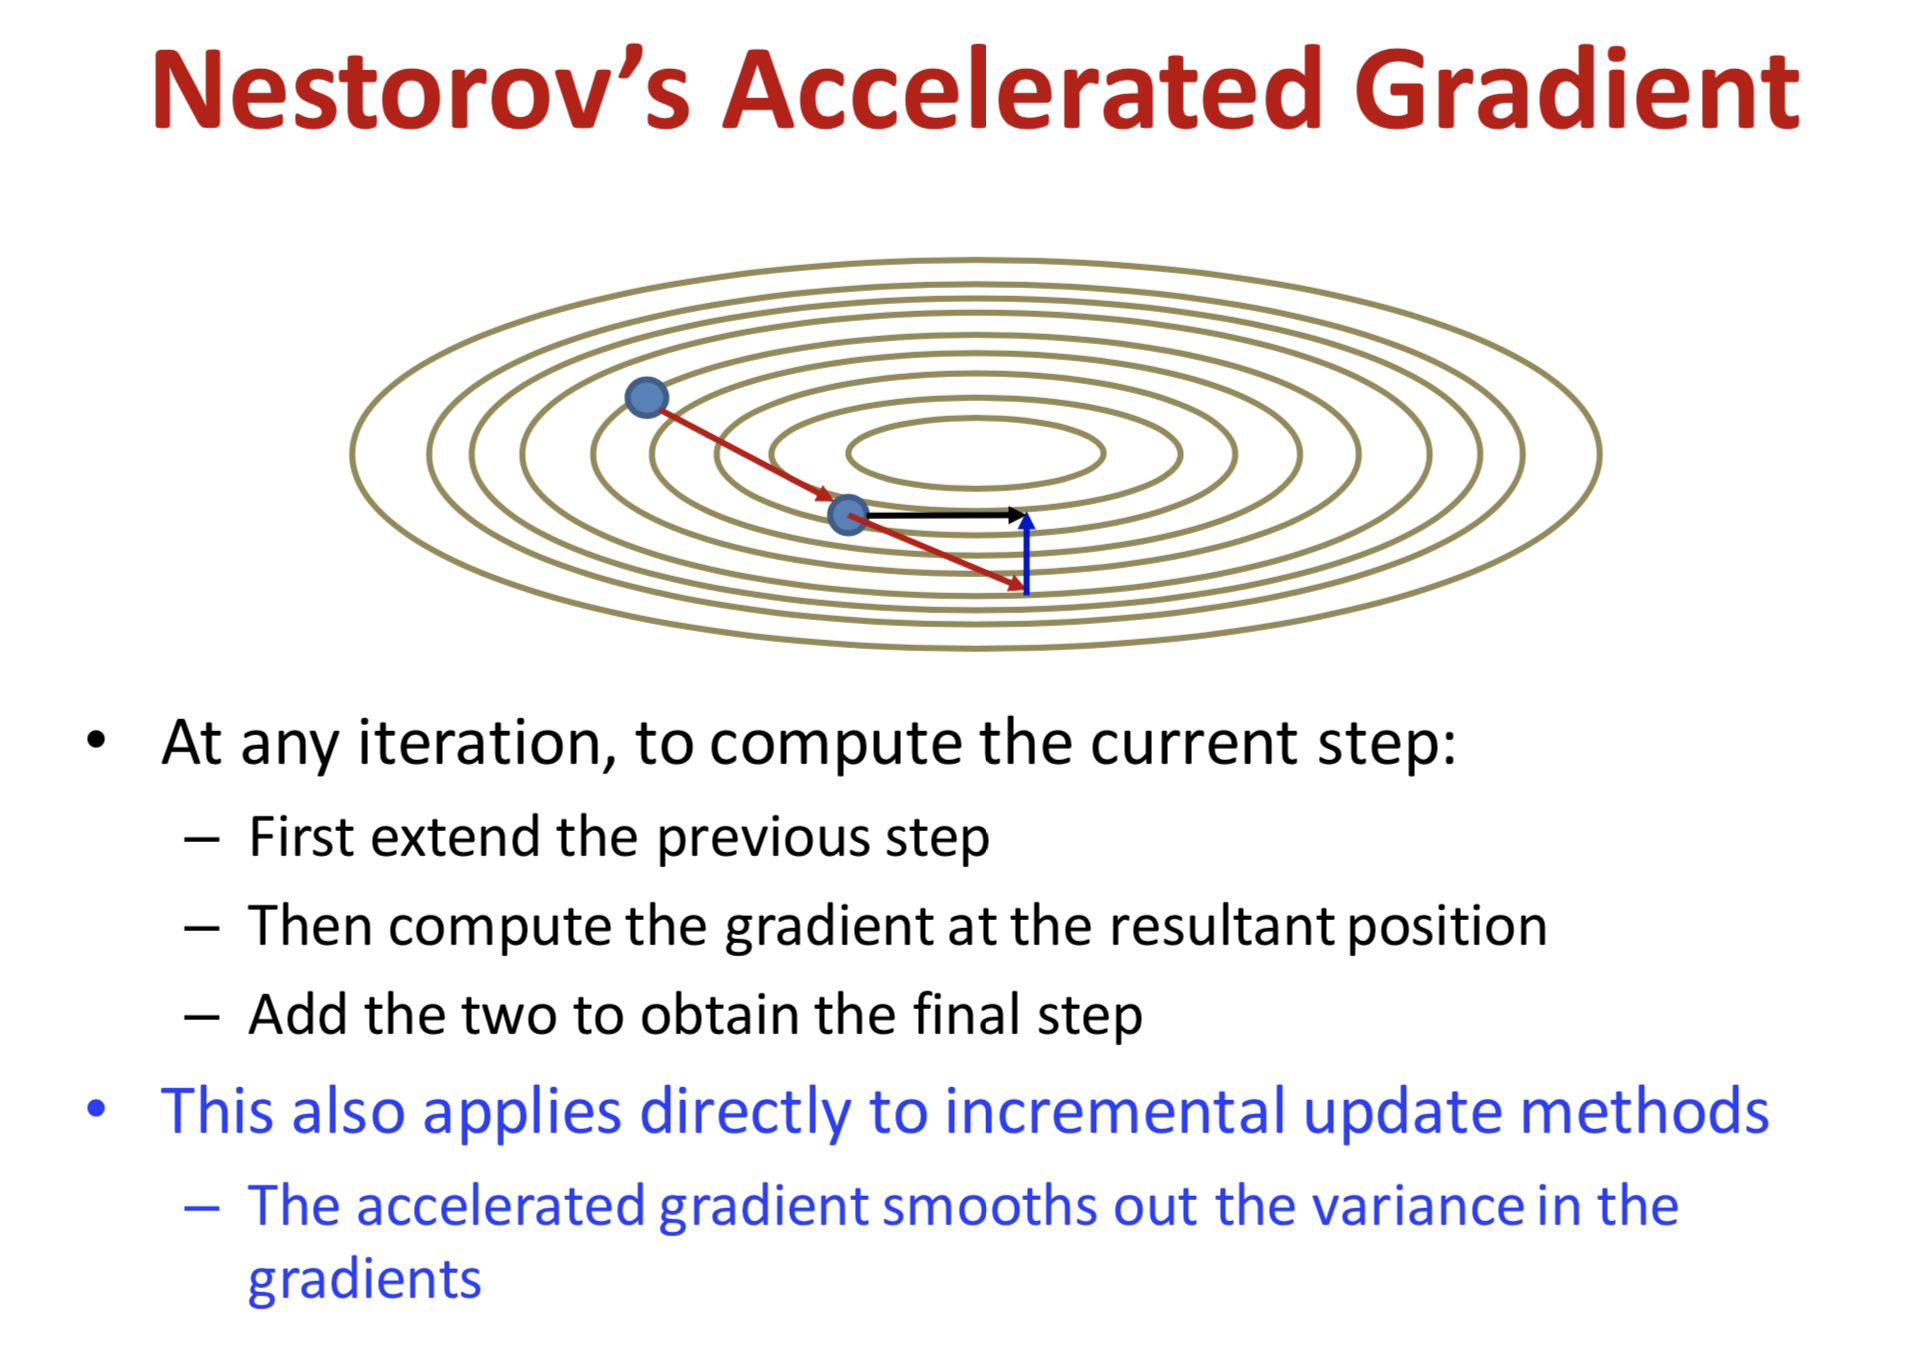 Nestorov’s Accelerated Gradient
• At any iteration, to compute the current step:
– First extend the previous step
– Then compute the gradient at the resultant position
– Add the two to obtain the final step
• This also applies directly to incremental update methods
– The accelerated gradient smooths out the variance in the
gradients